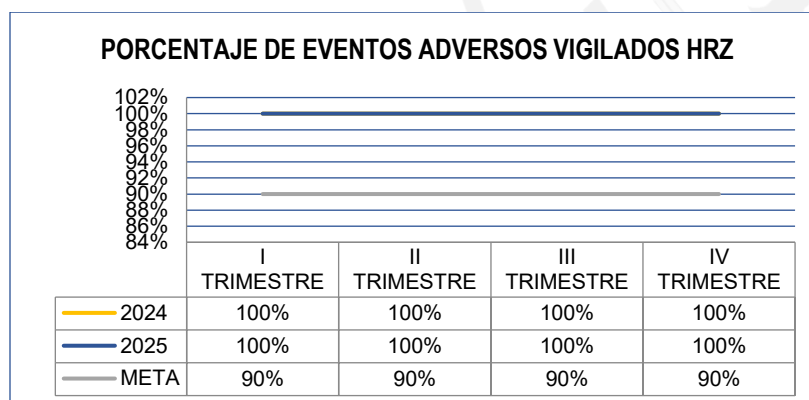 PORCENTAJE DE EVENTOS ADVERSOS VIGILADOS HRZ
102%
100%
98%
96%
94%
92%
90%
88%
86%
84%
I TRIMESTRE II TRIMESTRE III TRIMESTRE IV TRIMESTRE
2024 100% 100% 100% 100%
2025 100% 100% 100% 100%
META 90% 90% 90% 90%